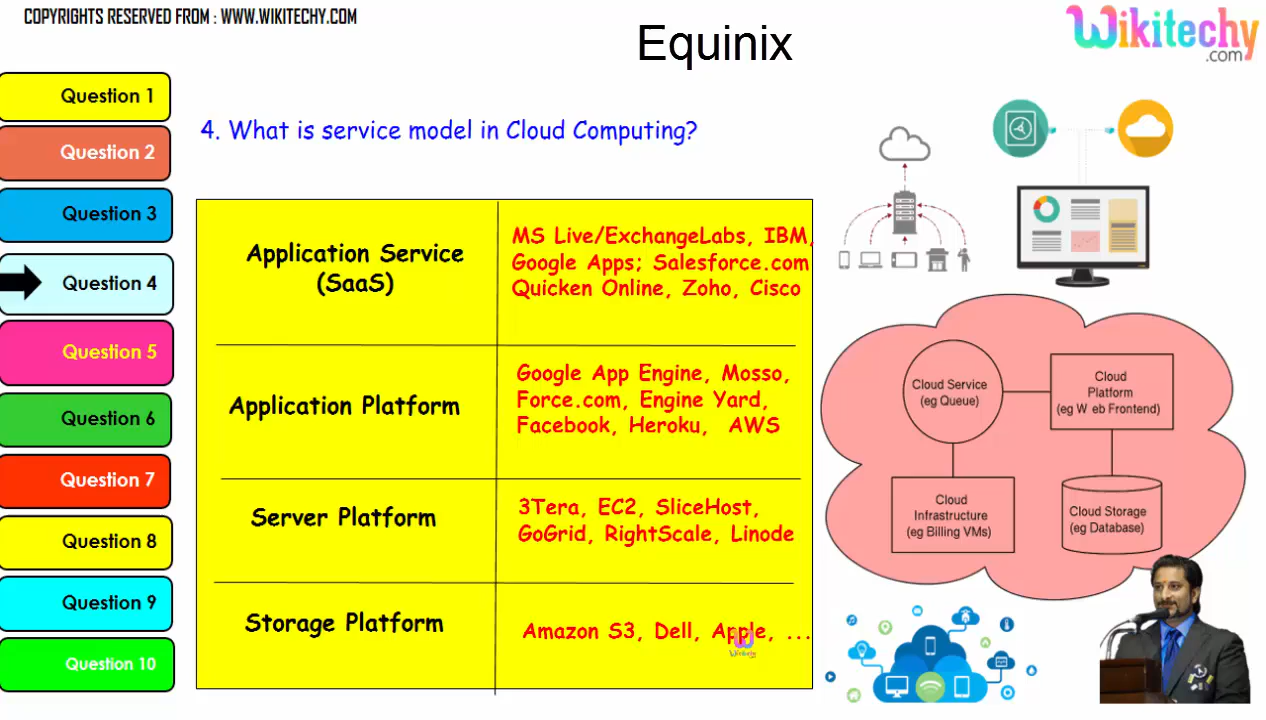 COPYRIGHTS RESERVED FROM : WWW.WIKITECHY.COM
Equinix
Wikitechy
.com
Question 1
Question 2
Question 3
Question 4
Question 5
Question 6
Question 7
Question 8
Question 9
Question 10
4. What is service model in Cloud Computing?
Application Service
(SaaS)
MS Live/ExchangeLabs, IBM,
Google Apps; Salesforce.com
Quicken Online, Zoho, Cisco
Application Platform
Google App Engine, Mosso,
Force.com, Engine Yard,
Facebook, Heroku, AWS
Server Platform
3Tera, EC2, SliceHost,
GoGrid, RightScale, Linode
Storage Platform
Amazon S3, Dell, Apple, ...
Wikitechy
Cloud Service
(eg Queue)
Cloud
Platform
(eg W eb Frontend)
Cloud
Infrastructure
(eg Billing VMs)
Cloud Storage
(eg Database)